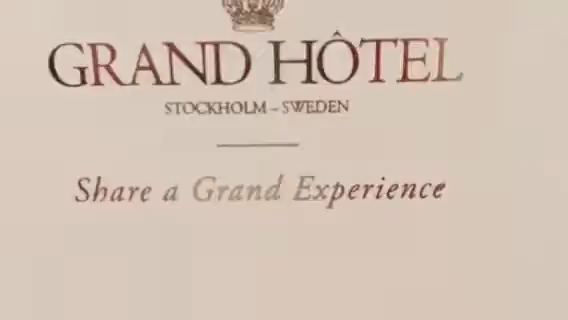 GRAND HÔTEL
STOCKHOLM – SWEDEN
Share a Grand Experience